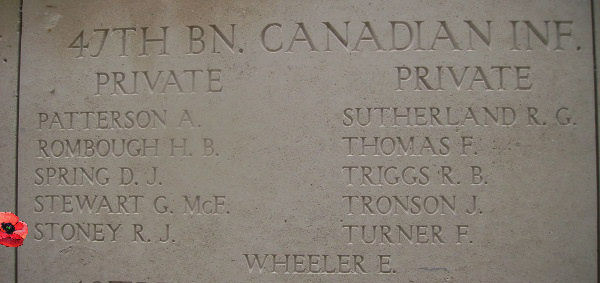 47TH BN. CANADIAN INF.
PRIVATE
PATTERSON A.
ROMBOUGH H. B.
SPRING D. J.
STEWART G. McF.
STONEY R. J.
PRIVATE
SUTHERLAND R. G.
THOMAS F.
TRIGGS R. B.
TRONSON J.
TURNER F.
WHEELER E.